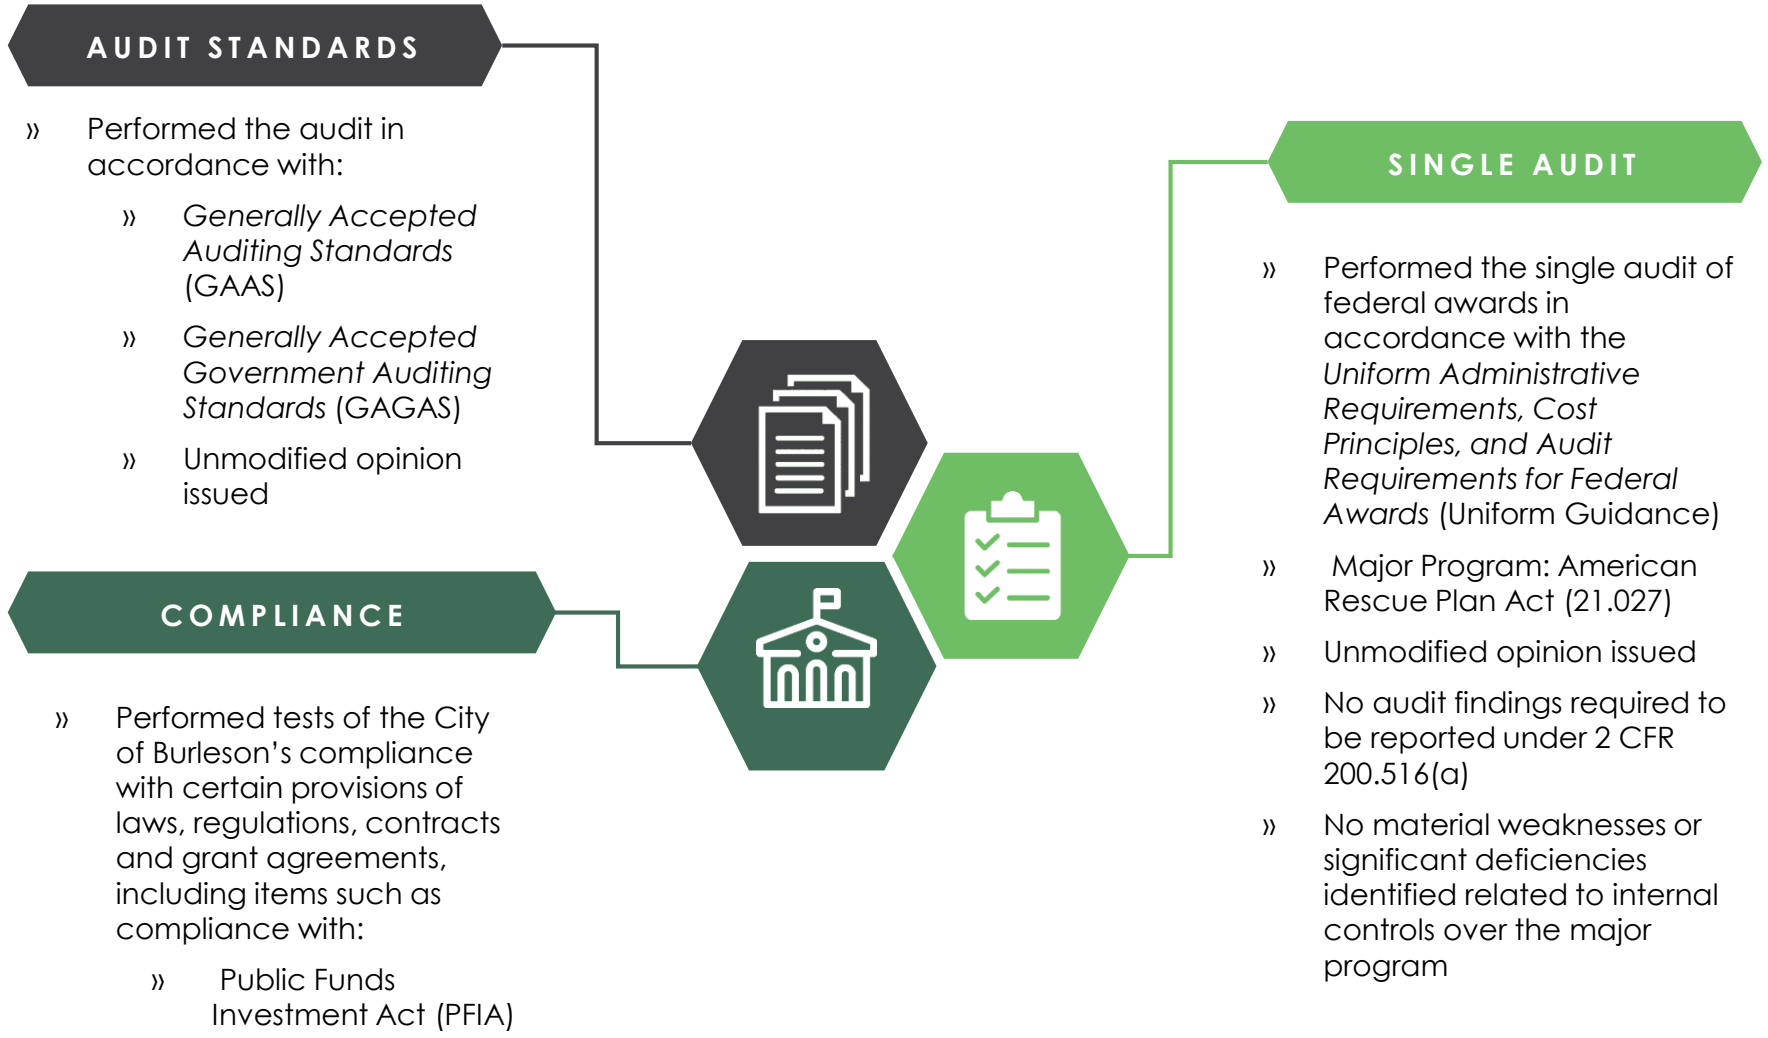 AUDIT STANDARDS
» Performed the audit in
accordance with:
» Generally Accepted
Auditing Standards
(GAAS)
» Generally Accepted
Government Auditing
Standards (GAGAS)
» Unmodified opinion
issued
COMPLIANCE
» Performed tests of the City
of Burleson’s compliance
with certain provisions of
laws, regulations, contracts
and grant agreements,
including items such as
compliance with:
» Public Funds
Investment Act (PFIA)
SINGLE AUDIT
» Performed the single audit of
federal awards in
accordance with the
Uniform Administrative
Requirements, Cost
Principles, and Audit
Requirements for Federal
Awards (Uniform Guidance)
» Major Program: American
Rescue Plan Act (21.027)
» Unmodified opinion issued
» No audit findings required to
be reported under 2 CFR
200.516(a)
» No material weaknesses or
significant deficiencies
identified related to internal
controls over the major
program